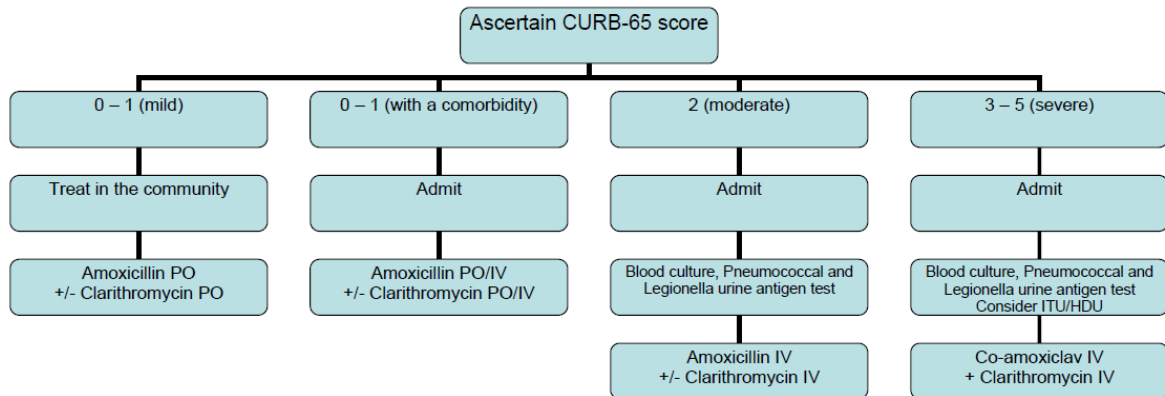 Ascertain CURB-65 score
0 – 1 (mild)
0 – 1 (with a comorbidity)
2 (moderate)
3 – 5 (severe)
Treat in the community
Admit
Admit
Admit
Amoxicillin PO
+/- Clarithromycin PO
Amoxicillin PO/IV
+/- Clarithromycin PO/IV
Blood culture, Pneumococcal and
Legionella urine antigen test
Blood culture, Pneumococcal and
Legionella urine antigen test
Consider ITU/HDU
Amoxicillin IV
+/- Clarithromycin IV
Co-amoxiclav IV
+ Clarithromycin IV